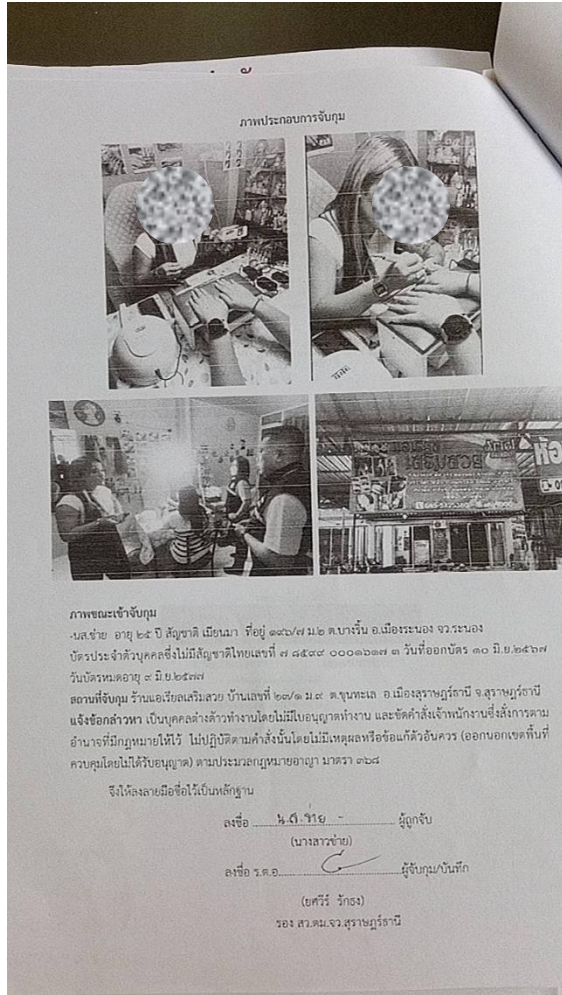 ภาพประกอบการจับกุม
แอเรียล Ariel
เสริมสวย
ห้อ
ภาพขณะเข้าจับกุม
-นส.ช่าย อายุ ๒๕ ปี สัญชาติ เมียนมา ที่อยู่ ๑๙๖/๗ ม.๒ ต.บางริ้น อ.เมืองระนอง จว.ระนอง
บัตรประจำตัวบุคคลซึ่งไม่มีสัญชาติไทยเลขที่ ๗ ๘๕๙๙ ๐๐๐๑๖๑๗ ๓ วันที่ออกบัตร ๑๐ มิ.ย.๒๕๖๗
วันบัตรหมดอายุ ๙ มิ.ย.๒๕๗๗
สถานที่จับกุม ร้านแอเรียลเสริมสวย บ้านเลขที่ ๒๓/๑ ม.๙ ต.ขุนทะเล อ.เมืองสุราษฎร์ธานี จ.สุราษฎร์ธานี
แจ้งข้อกล่าวหา เป็นบุคคลต่างด้าวทำงานโดยไม่มีใบอนุญาตทำงาน และขัดคำสั่งเจ้าพนักงานซึ่งสั่งการตาม
อำนาจที่มีกฎหมายให้ไว้ ไม่ปฏิบัติตามคำสั่งนั้นโดยไม่มีเหตุผลหรือข้อแก้ตัวอันควร (ออกนอกเขตพื้นที่
ควบคุมโดยไม่ได้รับอนุญาต) ตามประมวลกฎหมายอาญา มาตรา ๓๖๘
จึงให้ลงลายมือชื่อไว้เป็นหลักฐาน
ลงชื่อ น.ส.ช่าย - ผู้ถูกจับ
(นางสาวช่าย)
ลงชื่อ ร.ต.อ. ผู้จับกุม/บันทึก
(ยศวีร์ รักธง)
รอง สว.ตม.จว.สุราษฎร์ธานี